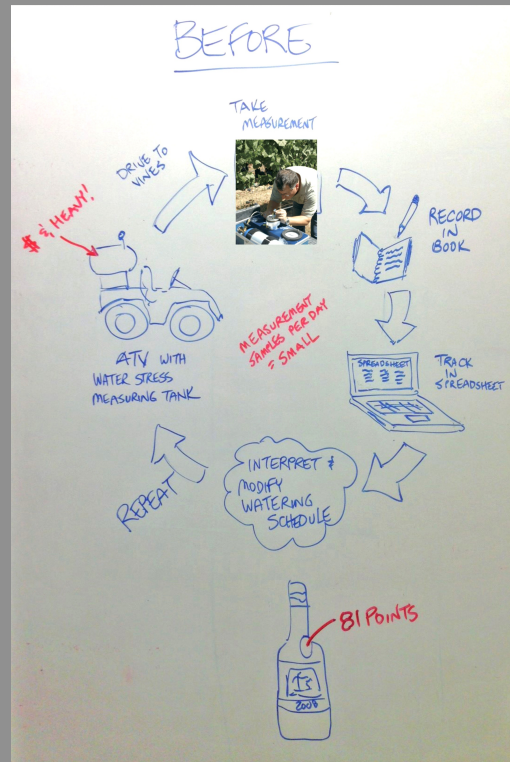 BEFORE
TAKE
MEASUREMENT
DRIVE TO
VINES
$ & HEAVY!
RECORD
IN
BOOK
MEASUREMENT
SAMPLES PER DAY
= SMALL
ATV WITH
WATER STRESS
MEASURING TANK
SPREADSHEET
TRACK
IN
SPREADSHEET
INTERPRET &
MODIFY
WATERING
SCHEDULE
REPEAT
81 POINTS